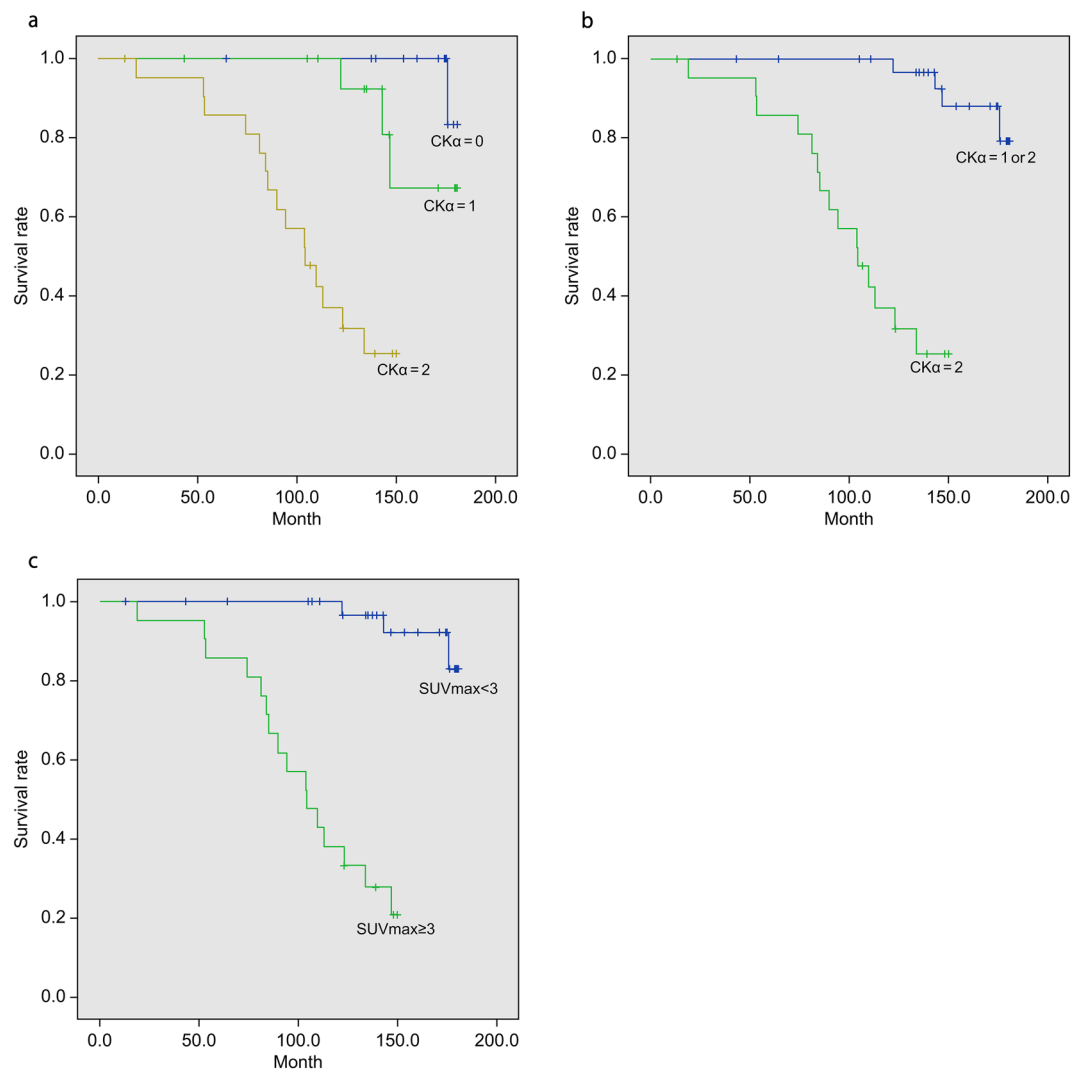 a
Survival rate
1.0
0.8
0.6
0.4
0.2
0.0
CKα = 0
CKα = 1
CKα = 2
0.0 50.0 100.0 150.0 200.0
Month
b
Survival rate
1.0
0.8
0.6
0.4
0.2
0.0
CKα = 1 or 2
CKα = 2
0.0 50.0 100.0 150.0 200.0
Month
c
Survival rate
1.0
0.8
0.6
0.4
0.2
0.0
SUVmax<3
SUVmax≥3
0.0 50.0 100.0 150.0 200.0
Month